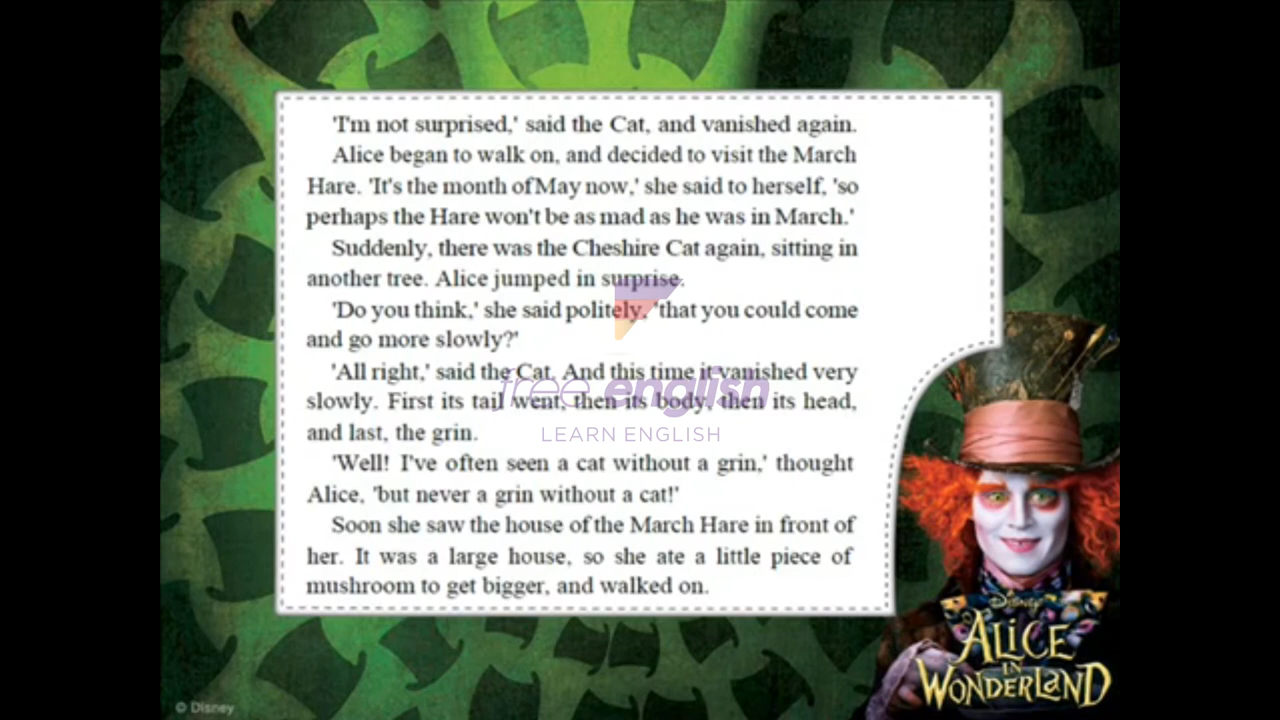 'I'm not surprised,' said the Cat, and vanished again.
Alice began to walk on, and decided to visit the March
Hare. 'It's the month of May now,' she said to herself, 'so
perhaps the Hare won't be as mad as he was in March.'
Suddenly, there was the Cheshire Cat again, sitting in
another tree. Alice jumped in surprise.
'Do you think,' she said politely, 'that you could come
and go more slowly?'
'All right,' said the Cat. And this time it vanished very
slowly. First its tail went, then its body, then its head,
and last, the grin.
'Well! I've often seen a cat without a grin,' thought
Alice, 'but never a grin without a cat!'
Soon she saw the house of the March Hare in front of
her. It was a large house, so she ate a little piece of
mushroom to get bigger, and walked on.
free english
LEARN ENGLISH
Disney
ALICE
IN
WONDERLAND
© Disney